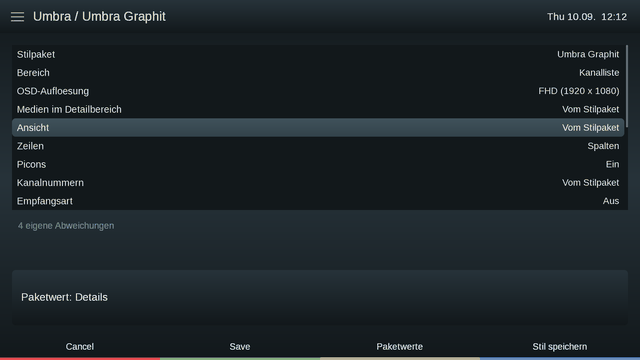 Umbra / Umbra Graphit
Thu 10.09. 12:12
Stilpaket Umbra Graphit
Bereich Kanalliste
OSD-Aufloesung FHD (1920 x 1080)
Medien im Detailbereich Vom Stilpaket
Ansicht Vom Stilpaket
Zeilen Spalten
Picons Ein
Kanalnummern Vom Stilpaket
Empfangsart Aus
4 eigene Abweichungen
Paketwert: Details
Cancel Save Paketwerte Stil speichern